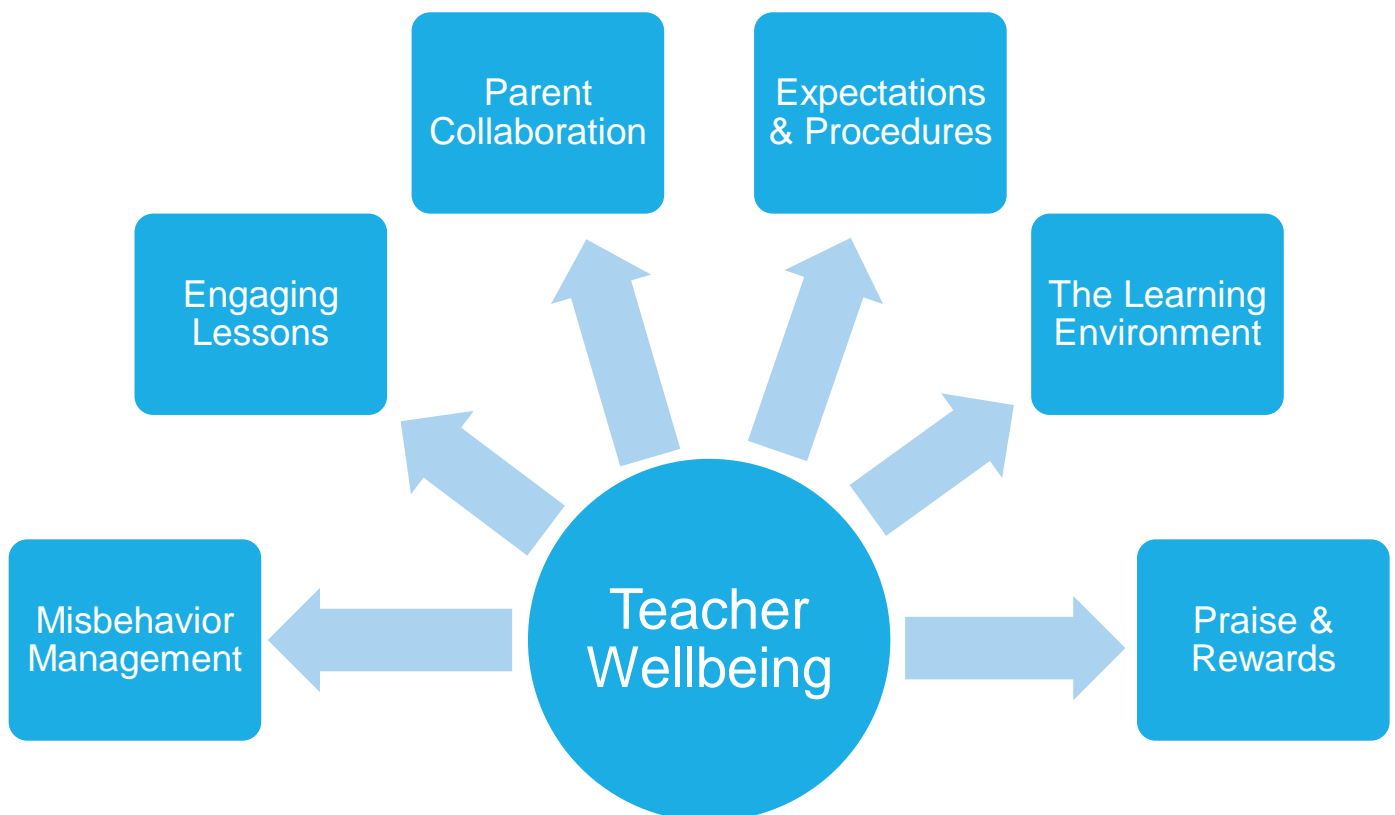 Parent
Collaboration
Expectations
& Procedures
Engaging
Lessons
The Learning
Environment
Misbehavior
Management
Teacher
Wellbeing
Praise &
Rewards